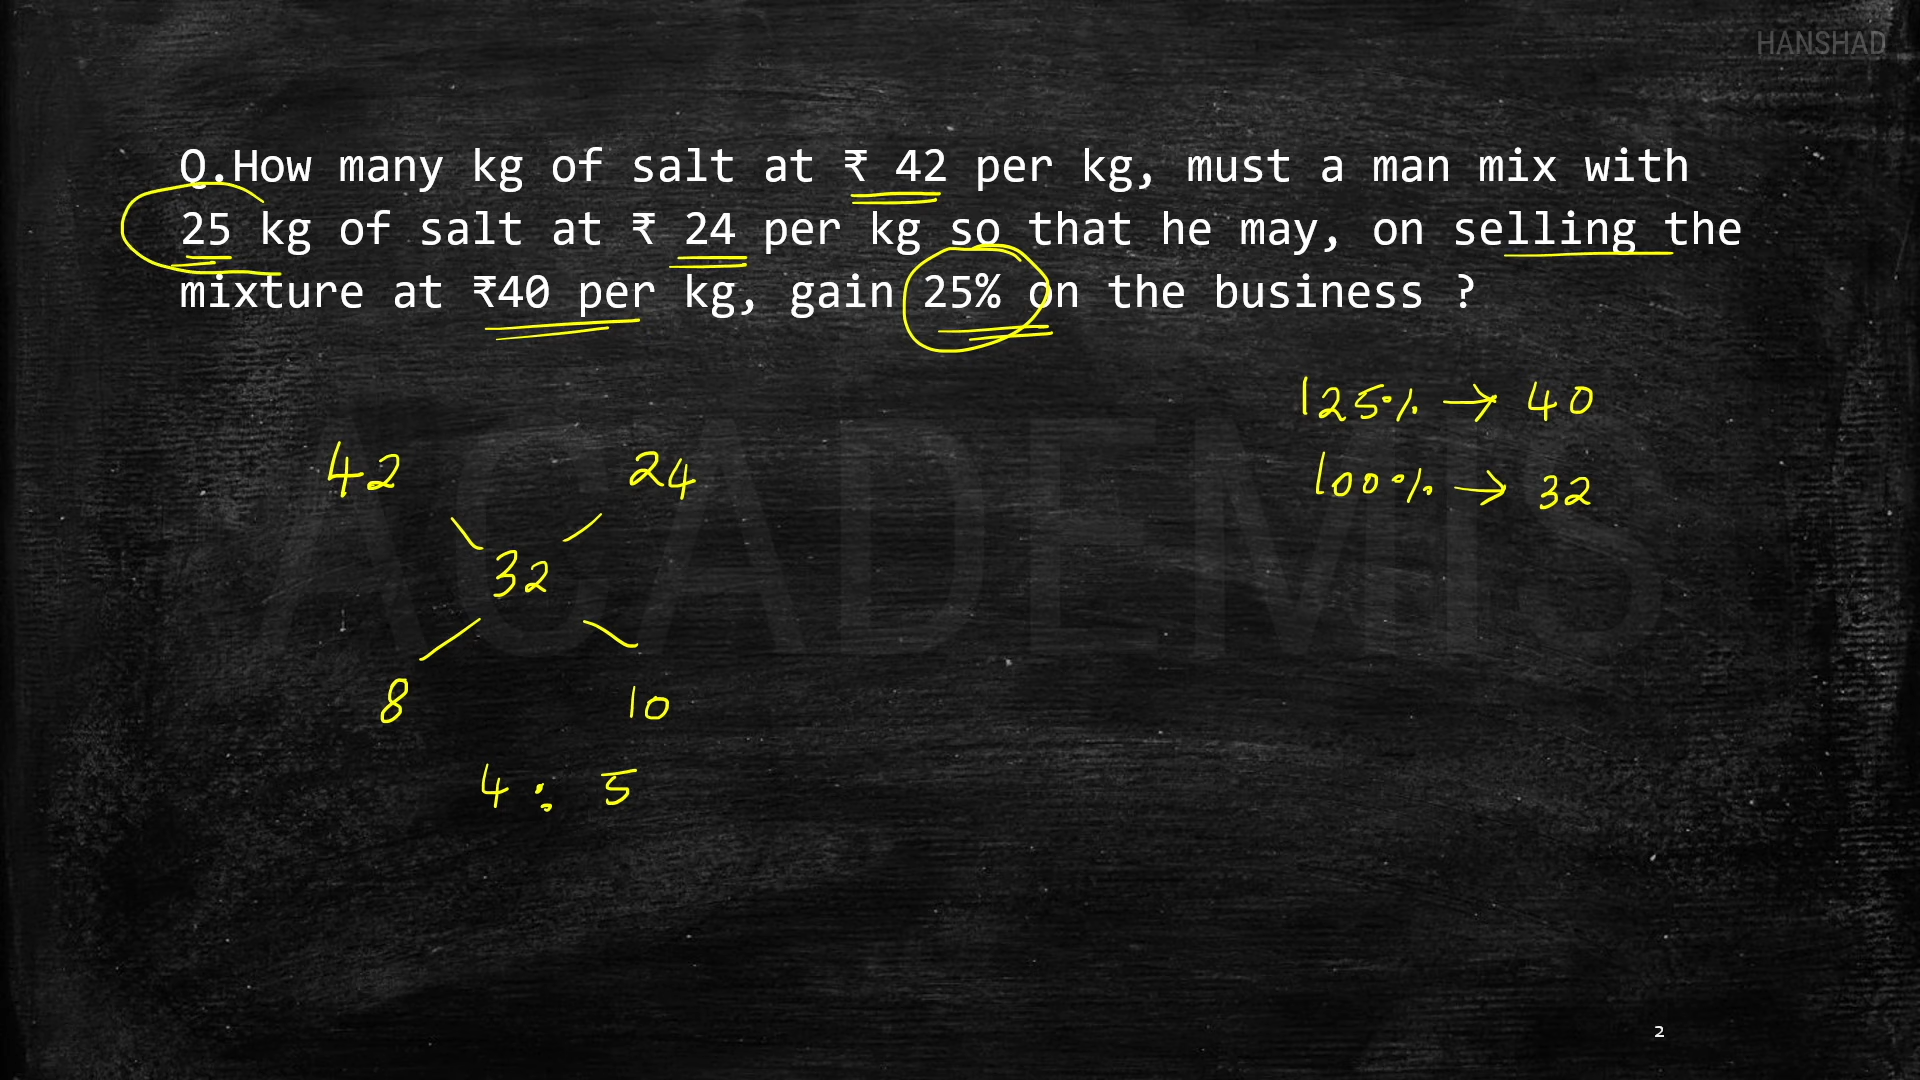 HANSHAD
Q.How many kg of salt at ₹ 42 per kg, must a man mix with
25 kg of salt at ₹ 24 per kg so that he may, on selling the
mixture at ₹40 per kg, gain 25% on the business ?
125% → 40
100% → 32
42 24
32
8 10
4 : 5
ACADEMIS
2